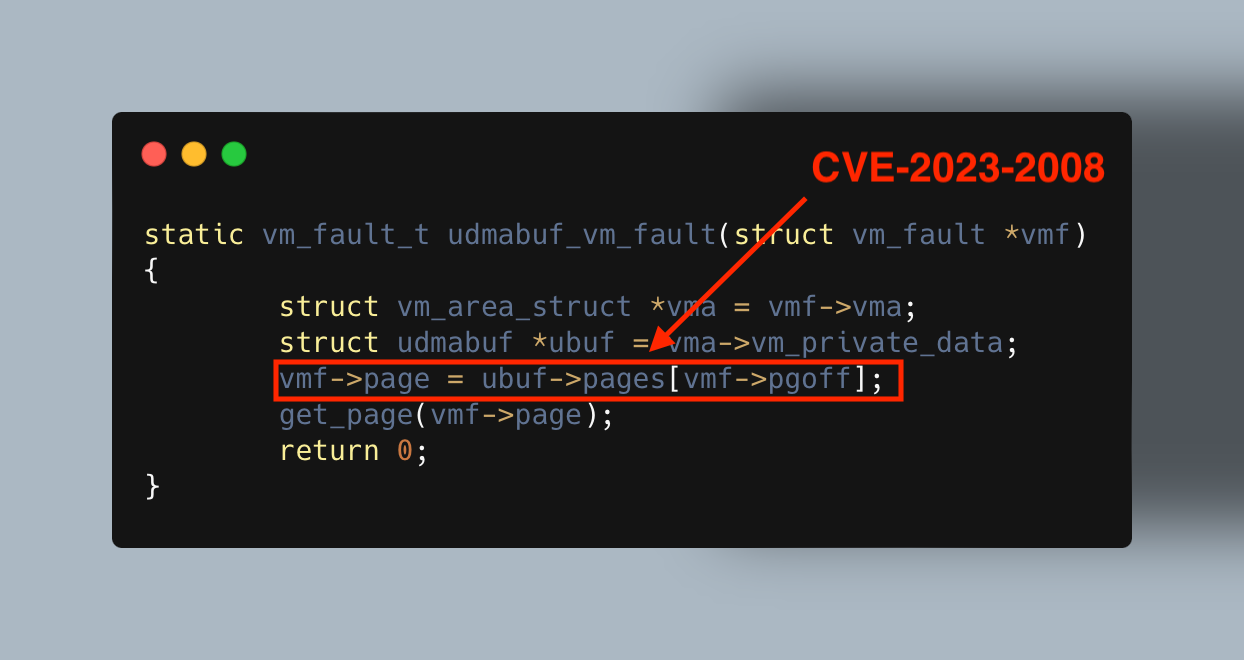 CVE-2023-2008
static vm_fault_t udmabuf_vm_fault(struct vm_fault *vmf)
{
        struct vm_area_struct *vma = vmf->vma;
        struct udmabuf *ubuf = vma->vm_private_data;
        vmf->page = ubuf->pages[vmf->pgoff];
        get_page(vmf->page);
        return 0;
}